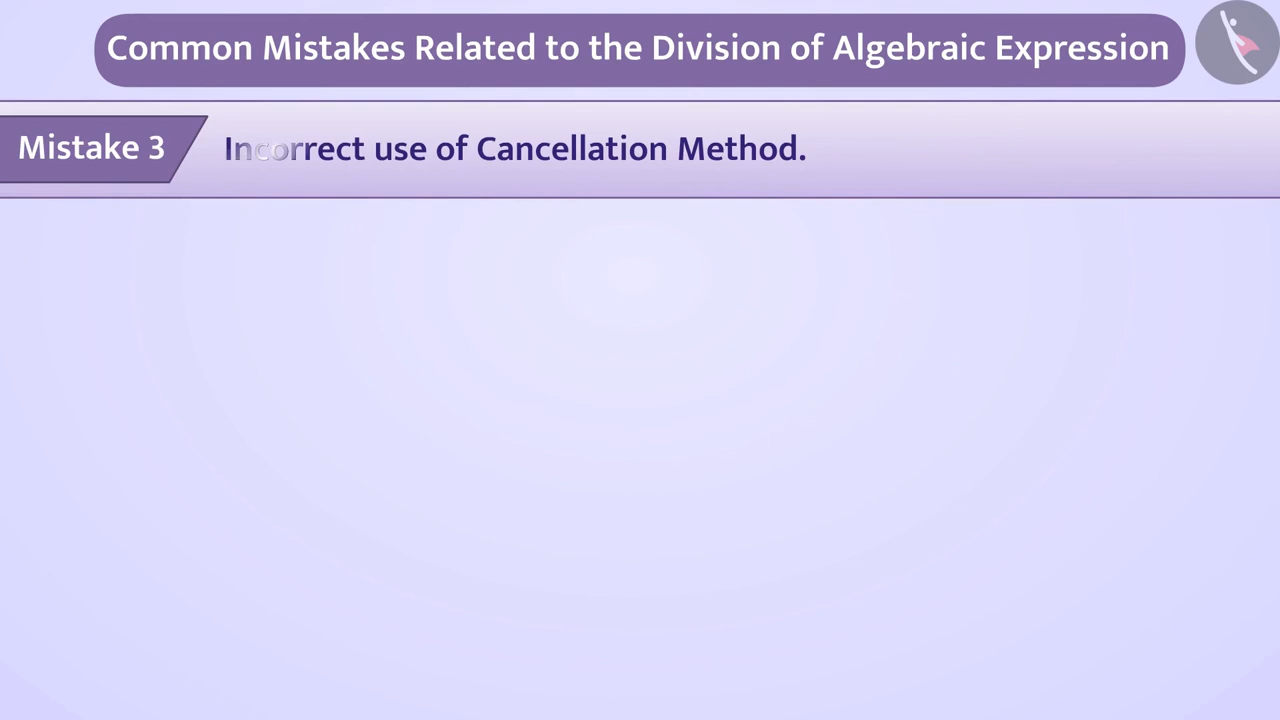 Common Mistakes Related to the Division of Algebraic Expression
Mistake 3
Incorrect use of Cancellation Method.